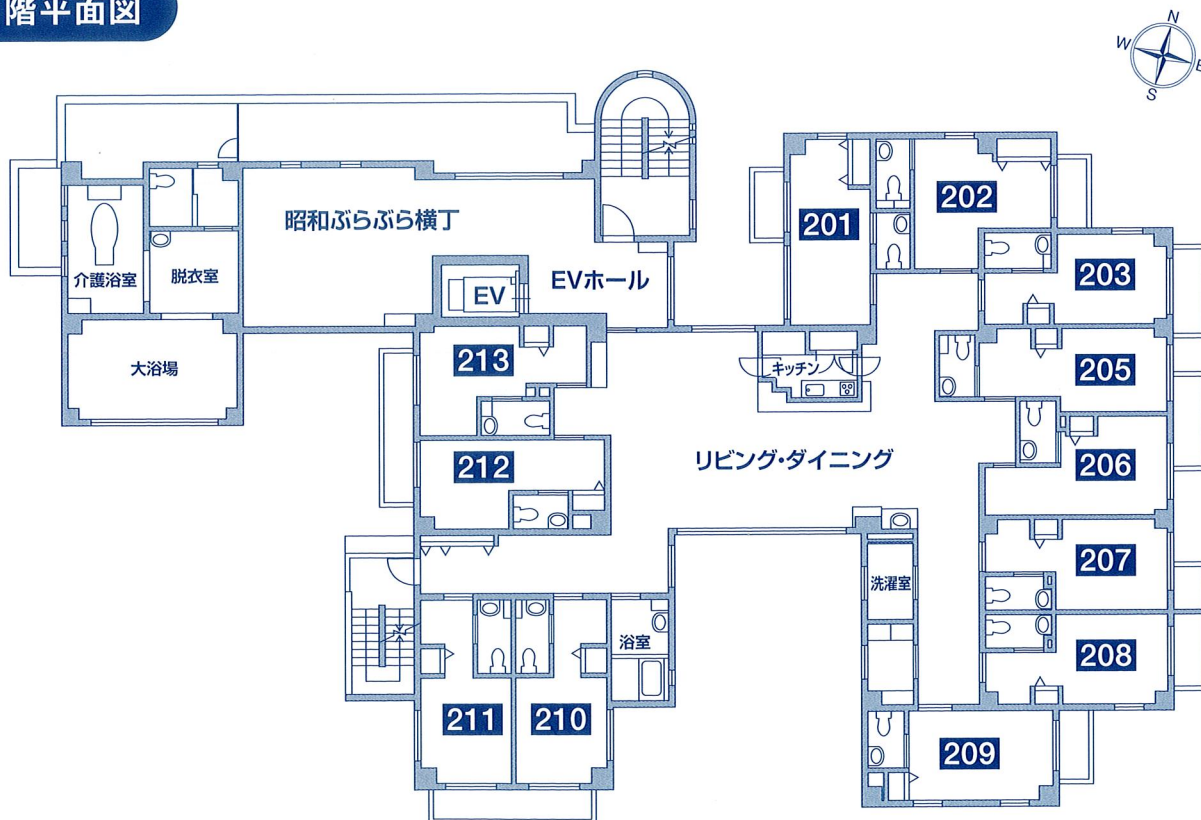 階平面図
N
W
E
S
昭和ぶらぶら横丁
201
202
203
介護浴室
脱衣室
EV
EVホール
大浴場
213
キッチン
205
212
リビング・ダイニング
206
207
洗濯室
浴室
208
211
210
209